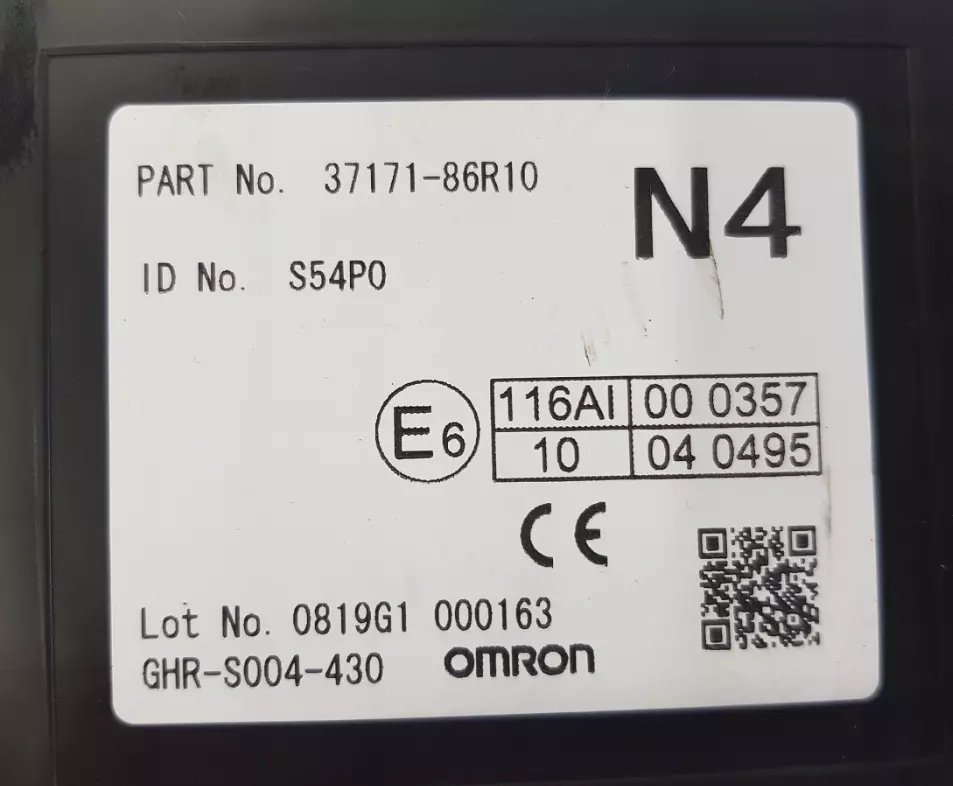 PART No. 37171-86R10
N4
ID No. S54P0
E6
116AI 00 0357
10 04 0495
CE
Lot No. 0819G1 000163
GHR-S004-430 OMRON